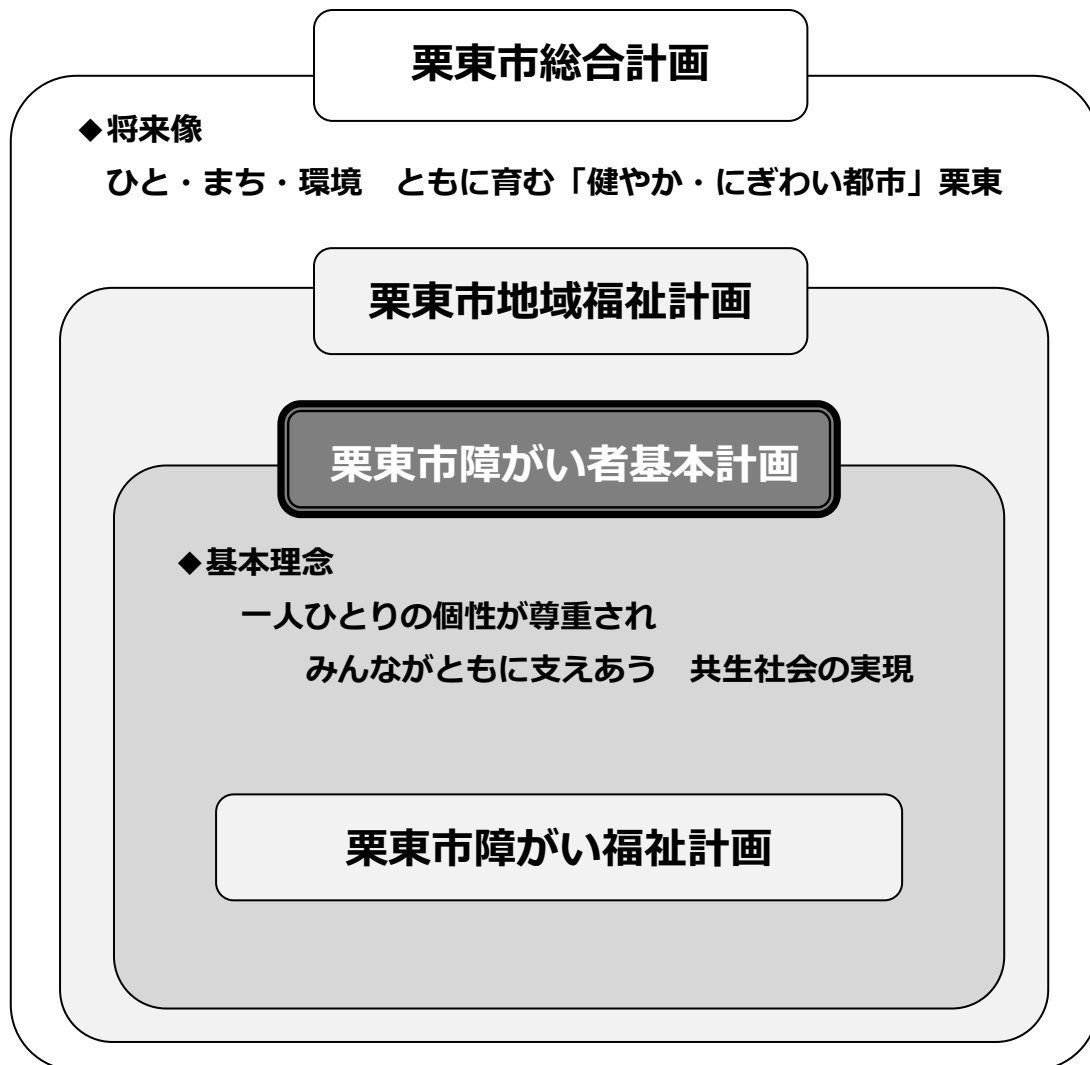 栗東市総合計画
◆将来像
ひと・まち・環境　ともに育む「健やか・にぎわい都市」栗東
栗東市地域福祉計画
栗東市障がい者基本計画
◆基本理念
一人ひとりの個性が尊重され
みんながともに支えあう　共生社会の実現
栗東市障がい福祉計画